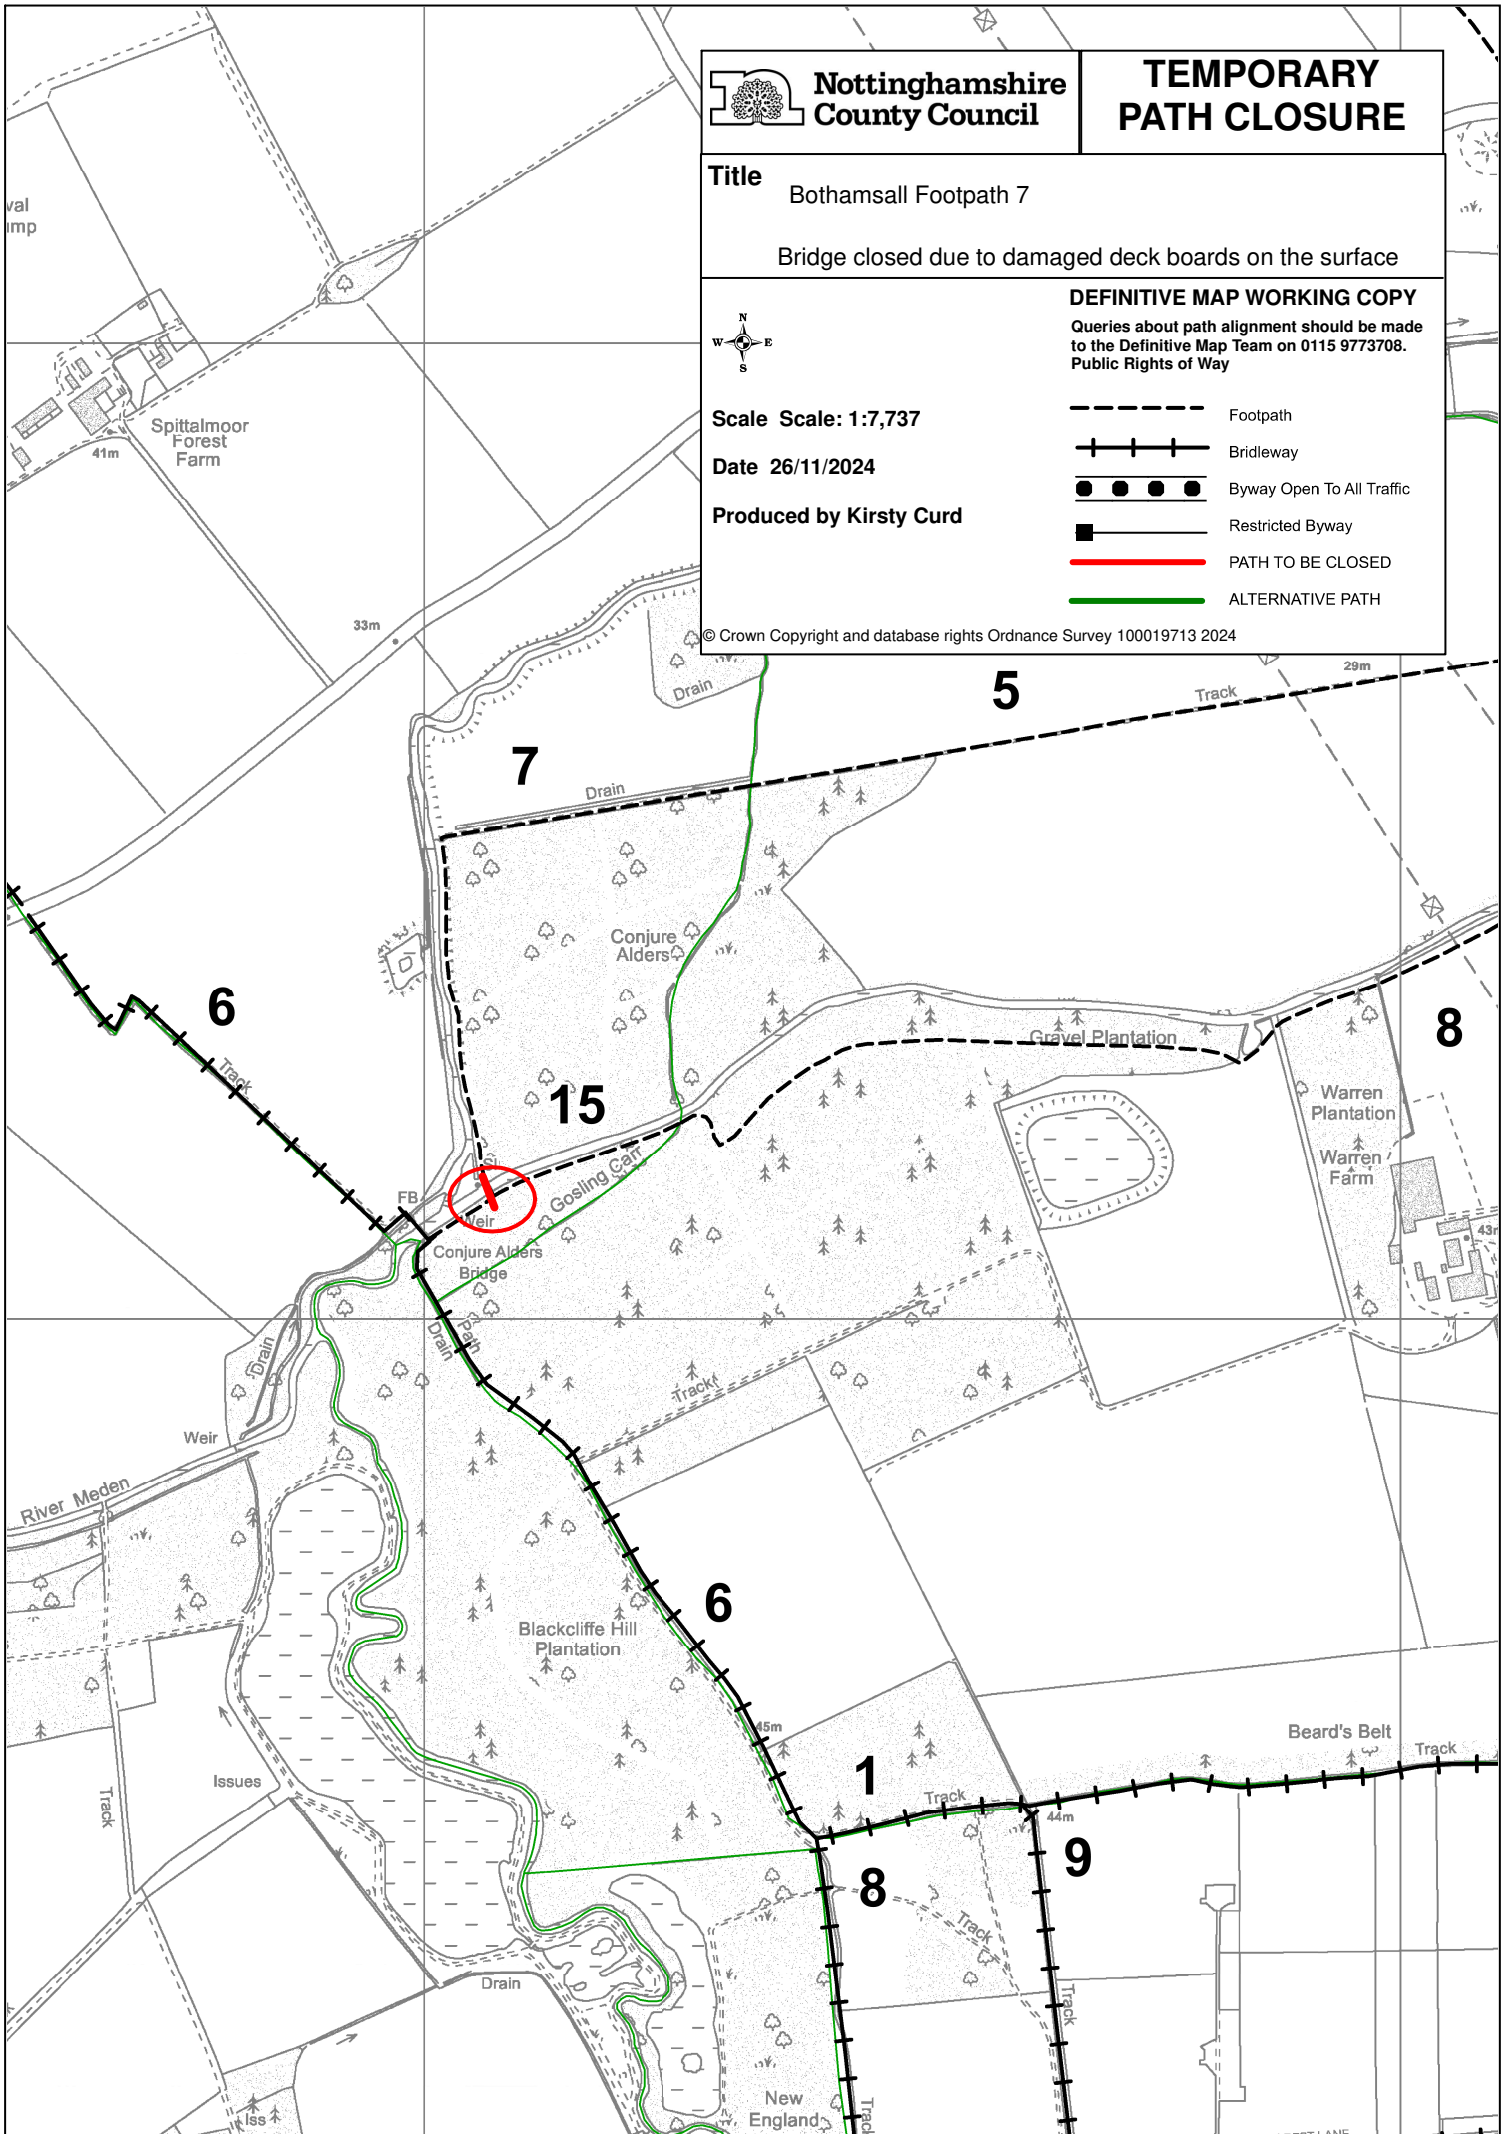 Nottinghamshire
County Council
TEMPORARY
PATH CLOSURE
Title
Bothamsall Footpath 7
Bridge closed due to damaged deck boards on the surface
DEFINITIVE MAP WORKING COPY
Queries about path alignment should be made
to the Definitive Map Team on 0115 9773708.
Public Rights of Way
N
W E
S
Scale Scale: 1:7,737
Date 26/11/2024
Produced by Kirsty Curd
Footpath
Bridleway
Byway Open To All Traffic
Restricted Byway
PATH TO BE CLOSED
ALTERNATIVE PATH
© Crown Copyright and database rights Ordnance Survey 100019713 2024
Spittalmoor
Forest
Farm
41m
33m
Drain
29m
5
Track
7
Drain
Conjure
Alders
6
Track
8
Gravel Plantation
15
Warren
Plantation
Warren
Farm
Gosling Carr
FB
Weir
Conjure Alders
Bridge
43m
Drain
Path
Drain
Track
Weir
River Meden
6
Blackcliffe Hill
Plantation
45m
Beard's Belt
Track
Issues
1
Track
44m
Track
9
8
Track
Drain
Track
New
England
Track
Iss